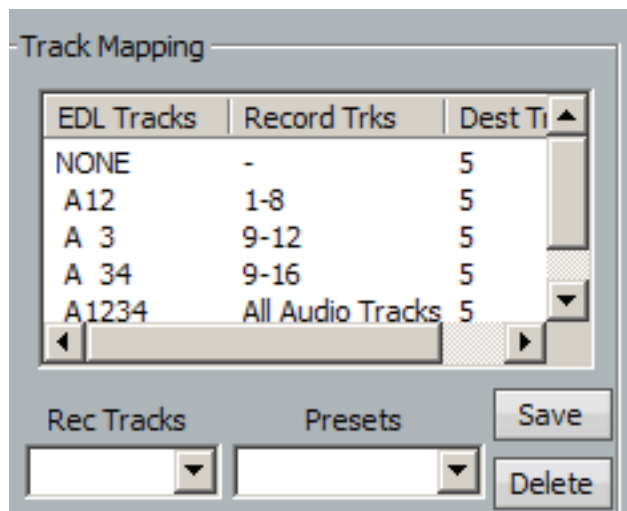 Track Mapping
EDL Tracks Record Trks Dest
NONE - 5
A12 1-8 5
A 3 9-12 5
A 34 9-16 5
A1234 All Audio Tracks 5
Rec Tracks Presets Save
Delete